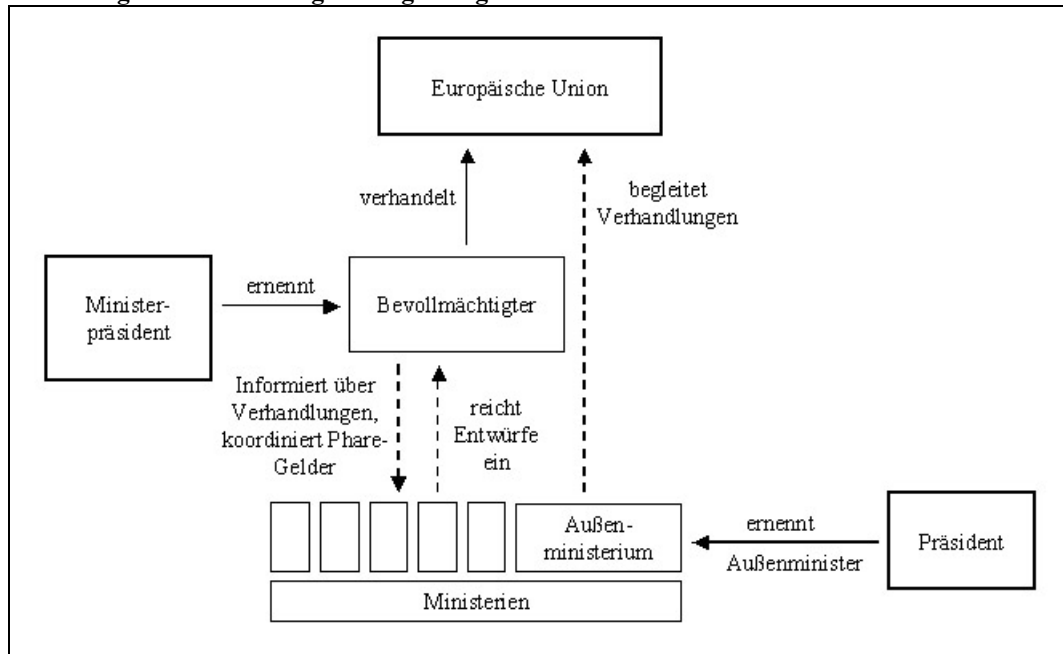 Europäische Union
verhandelt
begleitet
Verhandlungen
Minister-
präsident
ernennt
Bevollmächtigter
Informiert über
Verhandlungen,
koordiniert Phare-
Gelder
reicht
Entwürfe
ein
Außen-
ministerium
ernennt
Außenminister
Präsident
Ministerien